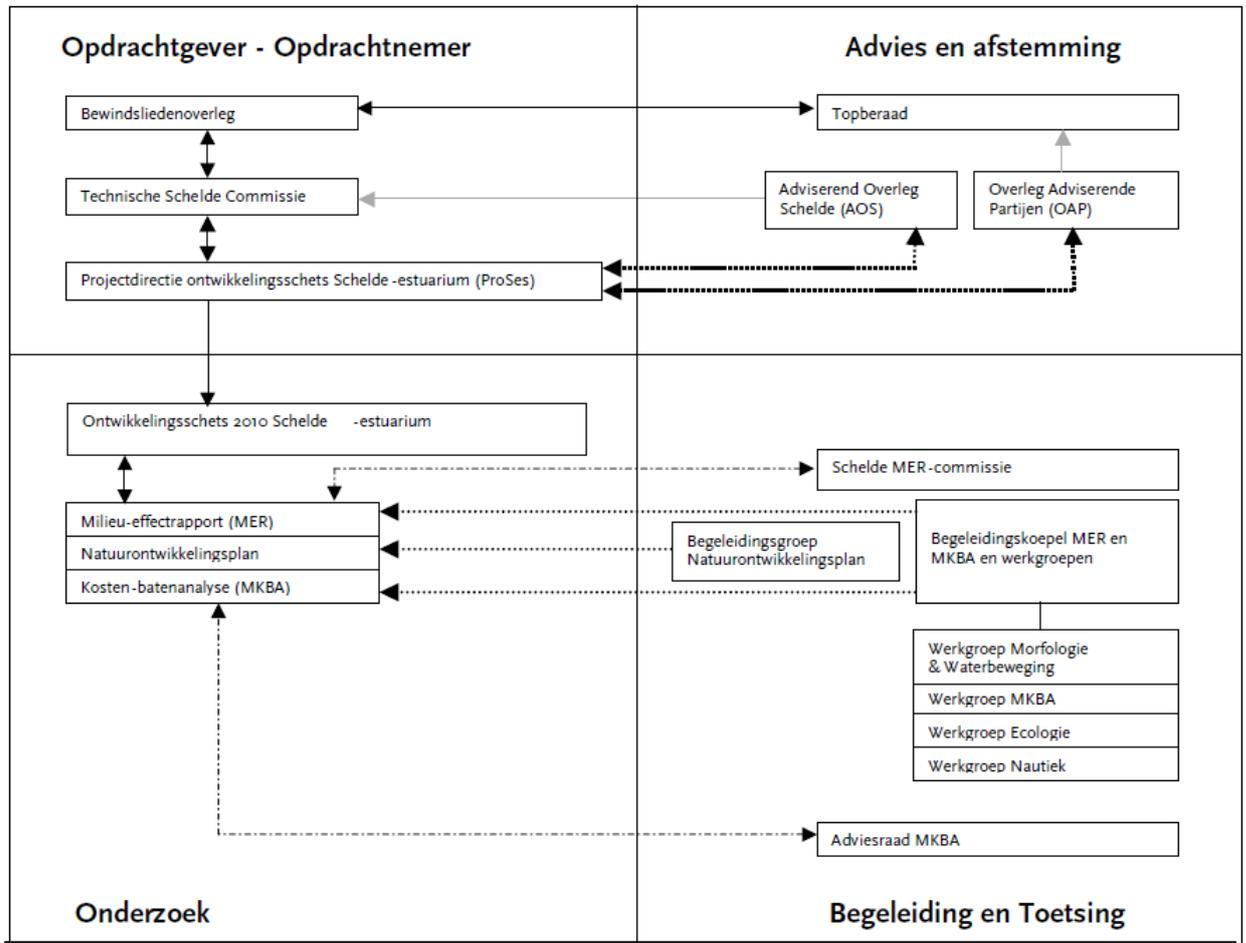 Opdrachtgever - Opdrachtnemer
Advies en afstemming
Bewindsliedenoverleg
Topberaad
Technische Schelde Commissie
Adviserend Overleg
Schelde (AOS)
Overleg Adviserende
Partijen (OAP)
Projectdirectie ontwikkelingsschets Schelde-estuarium (ProSes)
Ontwikkelingsschets 2010 Schelde -estuarium
Schelde MER-commissie
Milieu-effectrapport (MER)
Natuurontwikkelingsplan
Kosten-batenanalyse (MKBA)
Begeleidingsgroep
Natuurontwikkelingsplan
Begeleidingskoepel MER en
MKBA en werkgroepen
Werkgroep Morfologie
& Waterbeweging
Werkgroep MKBA
Werkgroep Ecologie
Werkgroep Nautiek
Adviesraad MKBA
Onderzoek
Begeleiding en Toetsing